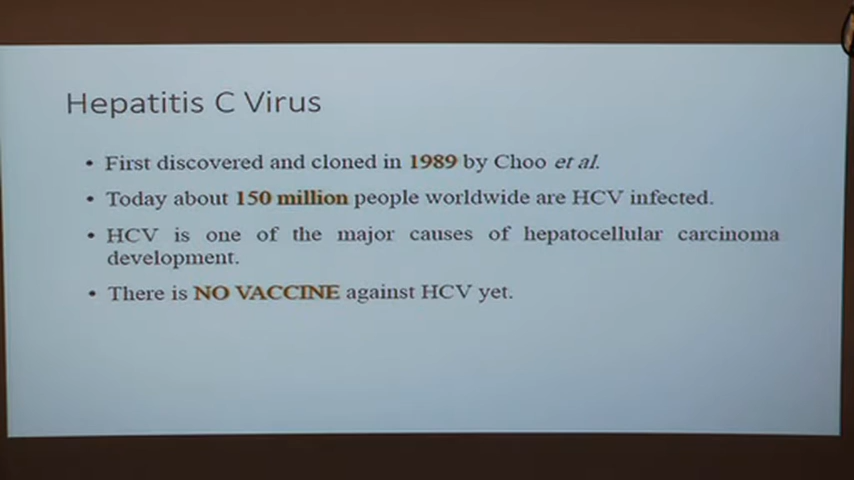 Hepatitis C Virus
• First discovered and cloned in 1989 by Choo et al.
• Today about 150 million people worldwide are HCV infected.
• HCV is one of the major causes of hepatocellular carcinoma
development.
• There is NO VACCINE against HCV yet.